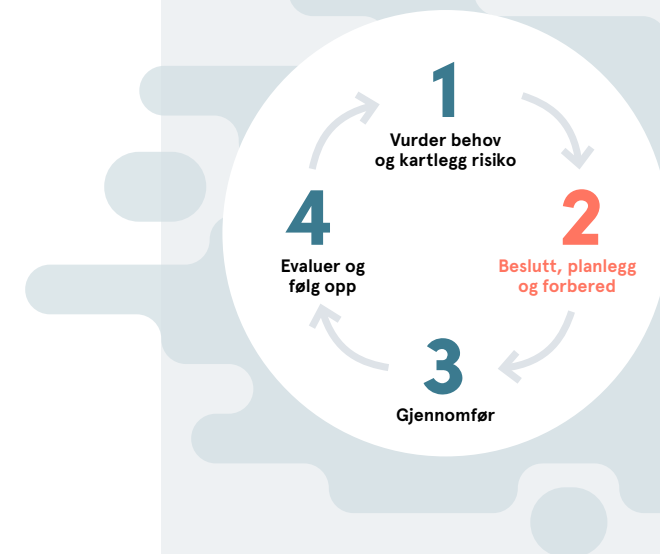 1
Vurder behov
og kartlegg risiko
2
Beslutt, planlegg
og forbered
3
Gjennomfør
4
Evaluer og
følg opp